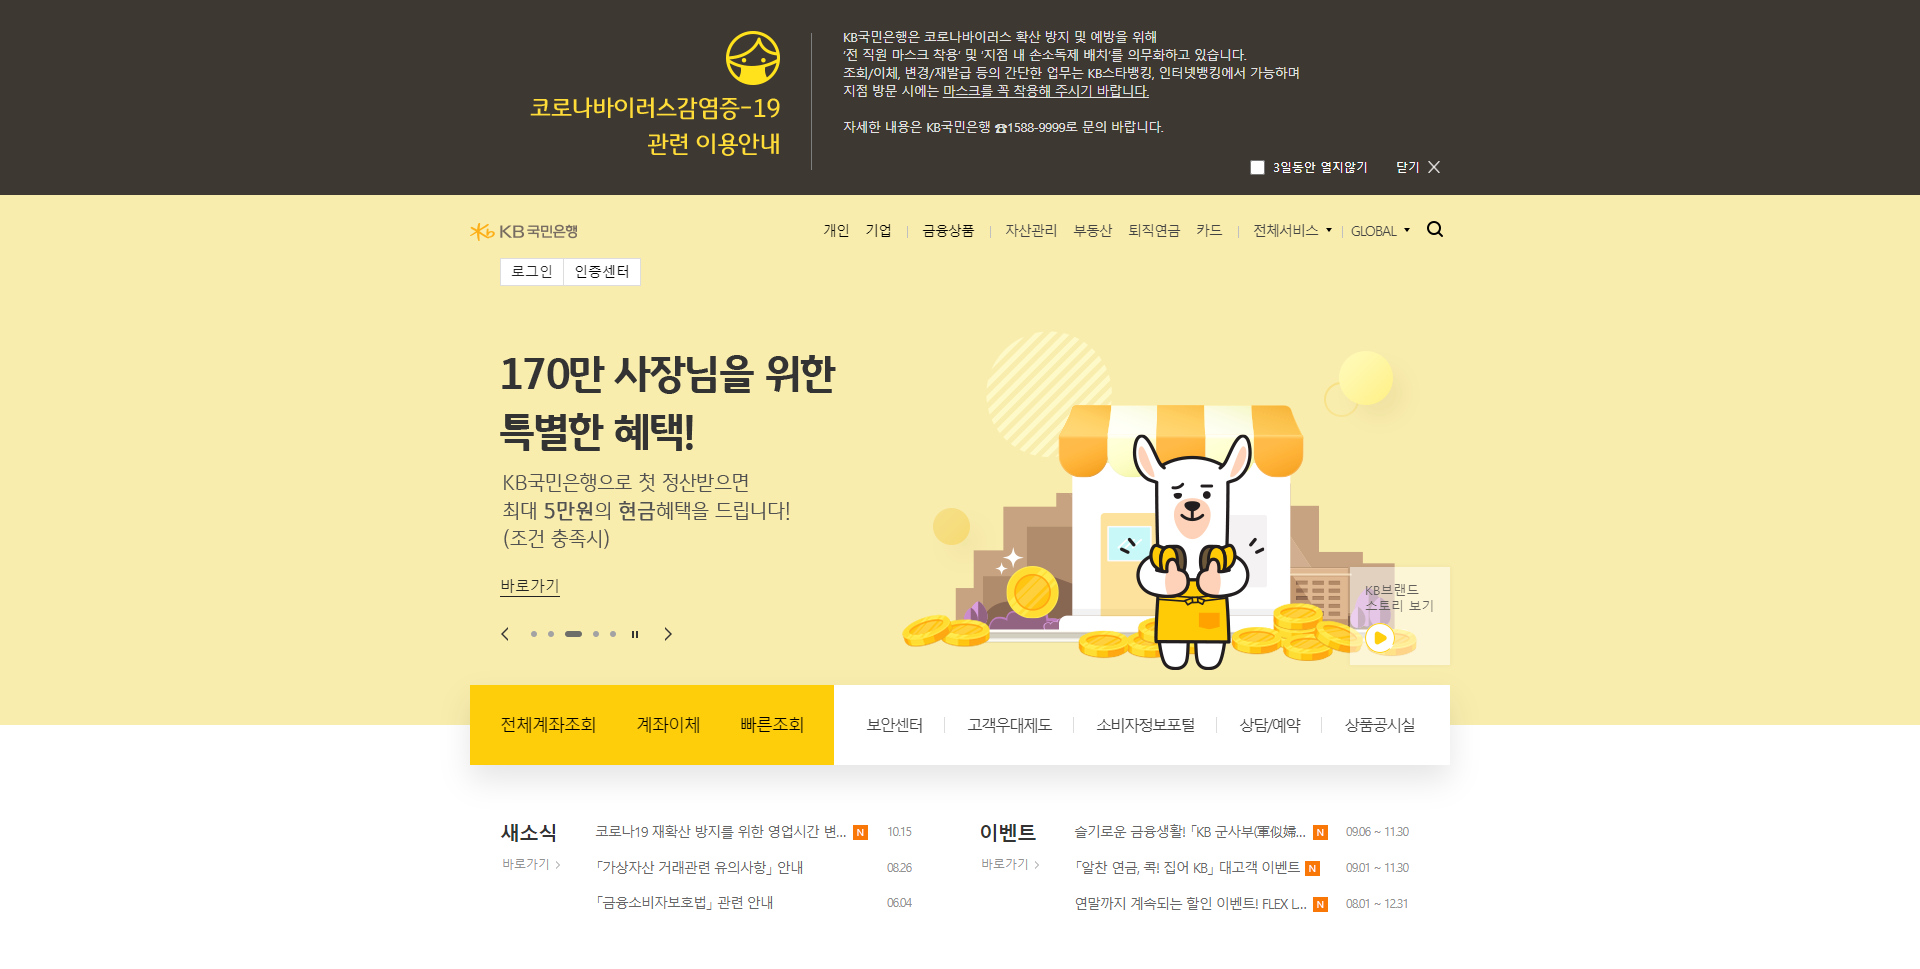 코로나바이러스감염증-19
관련 이용안내
KB국민은행은 코로나바이러스 확산 방지 및 예방을 위해
'전 직원 마스크 착용' 및 '지점 내 손소독제 배치'를 의무화하고 있습니다.
조회/이체, 변경/재발급 등의 간단한 업무는 KB스타뱅킹, 인터넷뱅킹에서 가능하며
지점 방문 시에는 마스크를 꼭 착용해 주시기 바랍니다.
자세한 내용은 KB국민은행 ☎1588-9999로 문의 바랍니다.
3일동안 열지않기 닫기
KB국민은행 개인 기업 금융상품 자산관리 부동산 퇴직연금 카드 전체서비스 GLOBAL
로그인 인증센터
170만 사장님을 위한
특별한 혜택!
KB국민은행으로 첫 정산받으면
최대 5만원의 현금혜택을 드립니다!
(조건 충족시)
바로가기
KB브랜드
스토리 보기
전체계좌조회 계좌이체 빠른조회 보안센터 고객우대제도 소비자정보포털 상담/예약 상품공시실
새소식
바로가기 >
코로나19 재확산 방지를 위한 영업시간 변... N 10.15
「가상자산 거래관련 유의사항」 안내 08.26
「금융소비자보호법」 관련 안내 06.04
이벤트
바로가기 >
슬기로운 금융생활! 「KB 군사부(軍似婦... N 09.06 ~ 11.30
「알찬 연금, 콕! 집어 KB」 대고객 이벤트 N 09.01 ~ 11.30
연말까지 계속되는 할인 이벤트! FLEX L... N 08.01 ~ 12.31